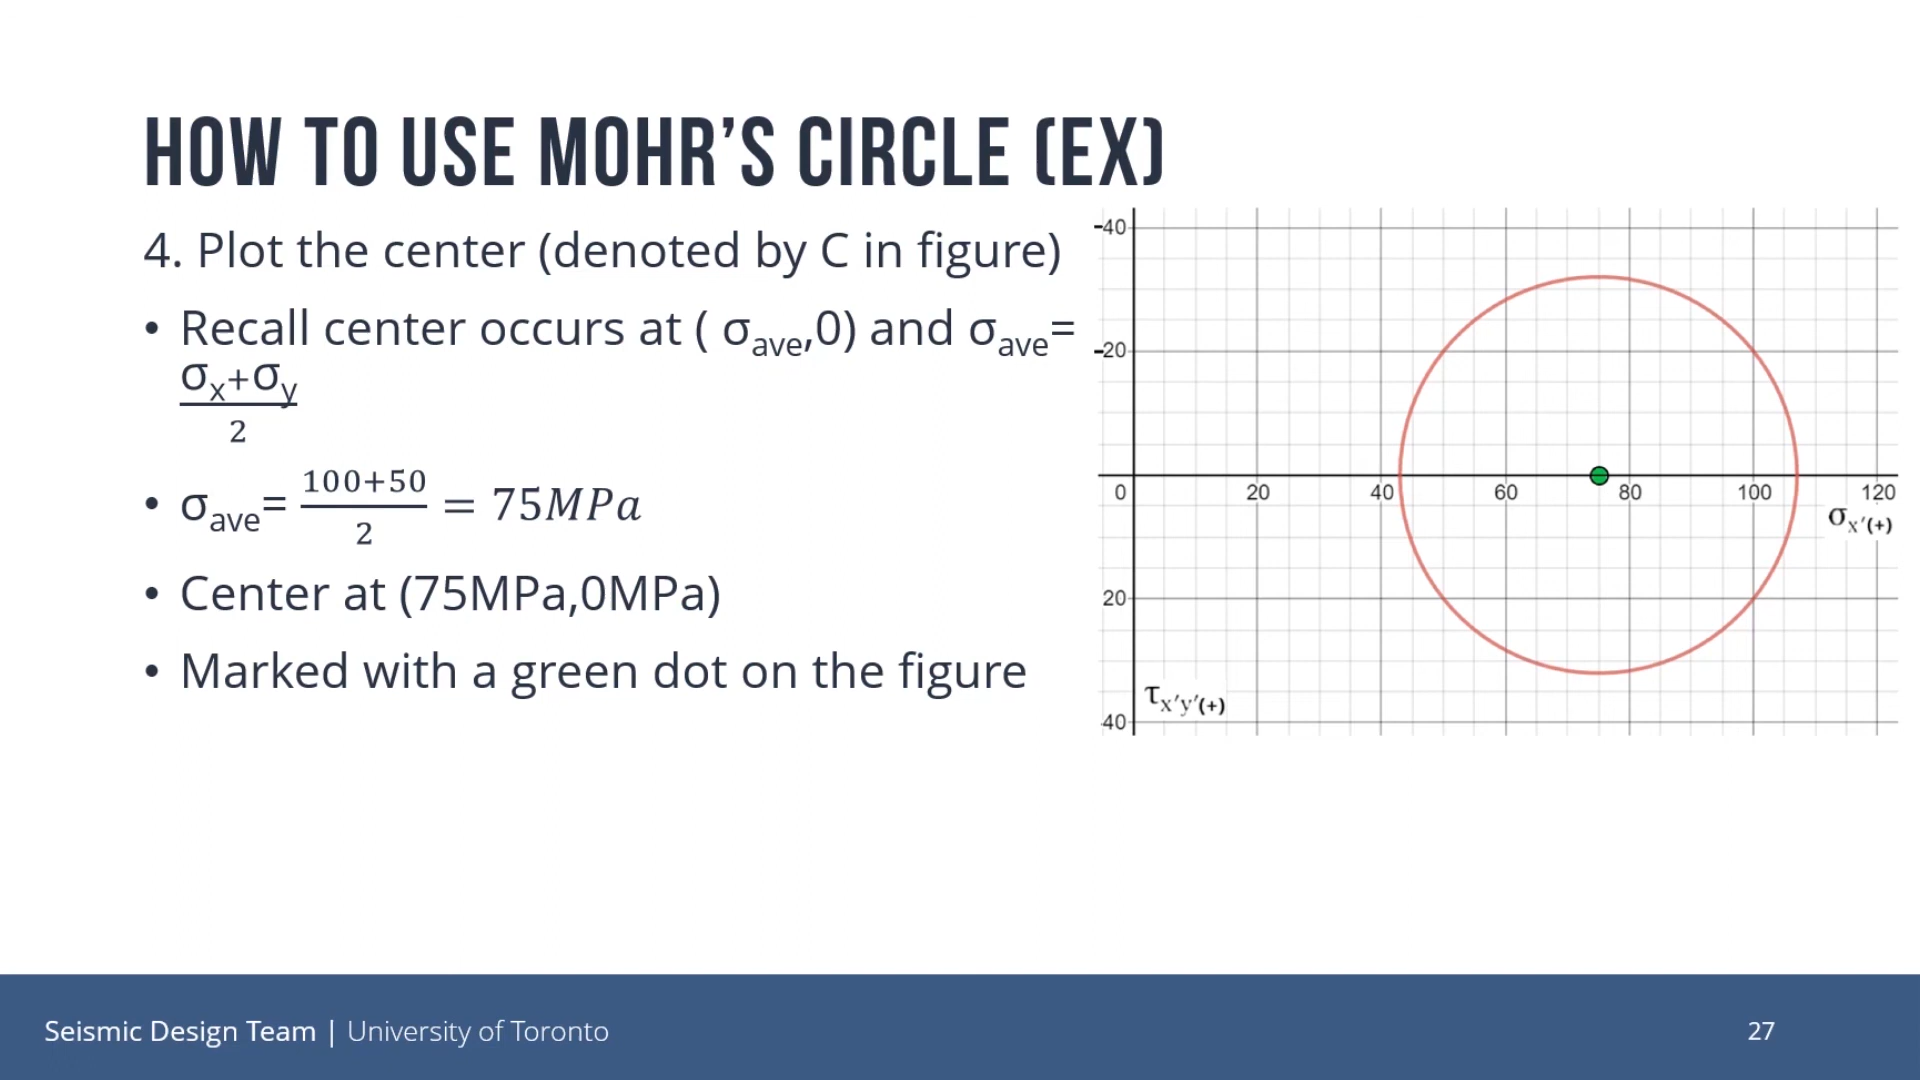 HOW TO USE MOHR’S CIRCLE (EX)
4. Plot the center (denoted by C in figure)
• Recall center occurs at ( σave,0) and σave=
σx+σy
2
• σave= 100+50
2
= 75MPa
• Center at (75MPa,0MPa)
• Marked with a green dot on the figure
-40
-20
0 20 40 60 80 100 120
σx′(+)
20
τx′y′(+)
40
Seismic Design Team | University of Toronto
27